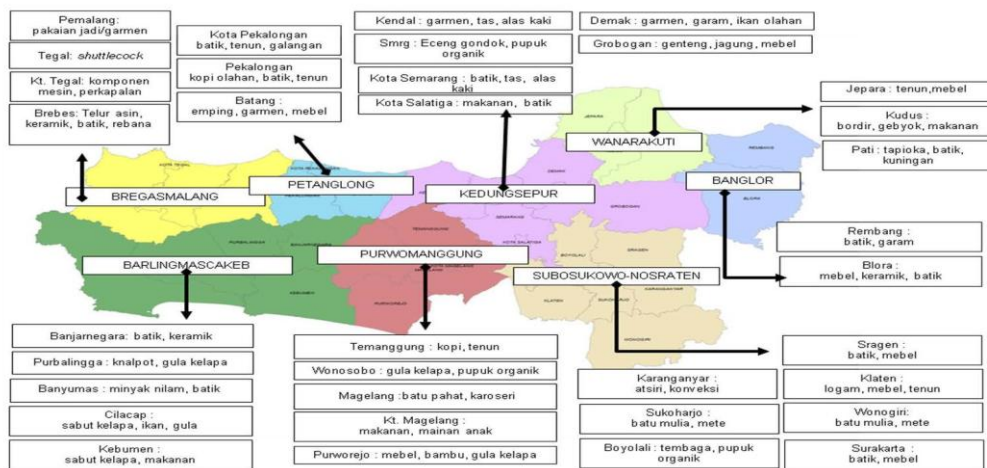 Pemalang:
pakaian jadi/garmen
Tegal: shuttlecock
Kt. Tegal: komponen
mesin, perkapalan
Brebes: Telur asin,
keramik, batik, rebana
Kota Pekalongan
batik, tenun, galangan
Pekalongan
kopi olahan, batik, tenun
Batang :
emping, garmen, mebel
Kendal : garmen, tas, alas kaki
Smrg : Eceng gondok, pupuk
organik
Kota Semarang : batik, tas, alas
kaki
Kota Salatiga : makanan, batik
Demak : garmen, garam, ikan olahan
Grobogan : genteng, jagung, mebel
Jepara : tenun,mebel
Kudus :
bordir, gebyok, makanan
Pati : tapioka, batik,
kuningan
WANARAKUTI
PETANGLONG
BREGASMALANG
KEDUNGSEPUR
BANGLOR
BARLINGMASCAKEB
PURWOMANGGUNG
SUBOSUKOWO-NOSRATEN
Rembang :
batik, garam
Blora :
mebel, keramik, batik
Banjarnegara: batik, keramik
Purbalingga : knalpot, gula kelapa
Banyumas : minyak nilam, batik
Cilacap :
sabut kelapa, ikan, gula
Kebumen :
sabut kelapa, makanan
Temanggung : kopi, tenun
Wonosobo : gula kelapa, pupuk organik
Magelang :batu pahat, karoseri
Kt. Magelang :
makanan, mainan anak
Purworejo : mebel, bambu, gula kelapa
Karanganyar :
atsiri, konveksi
Sukoharjo :
batu mulia, mete
Boyolali : tembaga, pupuk
organik
Sragen :
batik, mebel
Klaten :
logam, mebel, tenun
Wonogiri:
batu mulia, mete
Surakarta :
batik, mebel